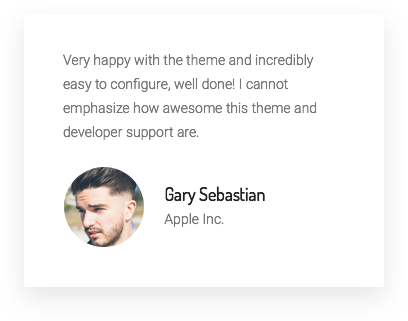 Very happy with the theme and incredibly
easy to configure, well done! I cannot
emphasize how awesome this theme and
developer support are.
Gary Sebastian
Apple Inc.